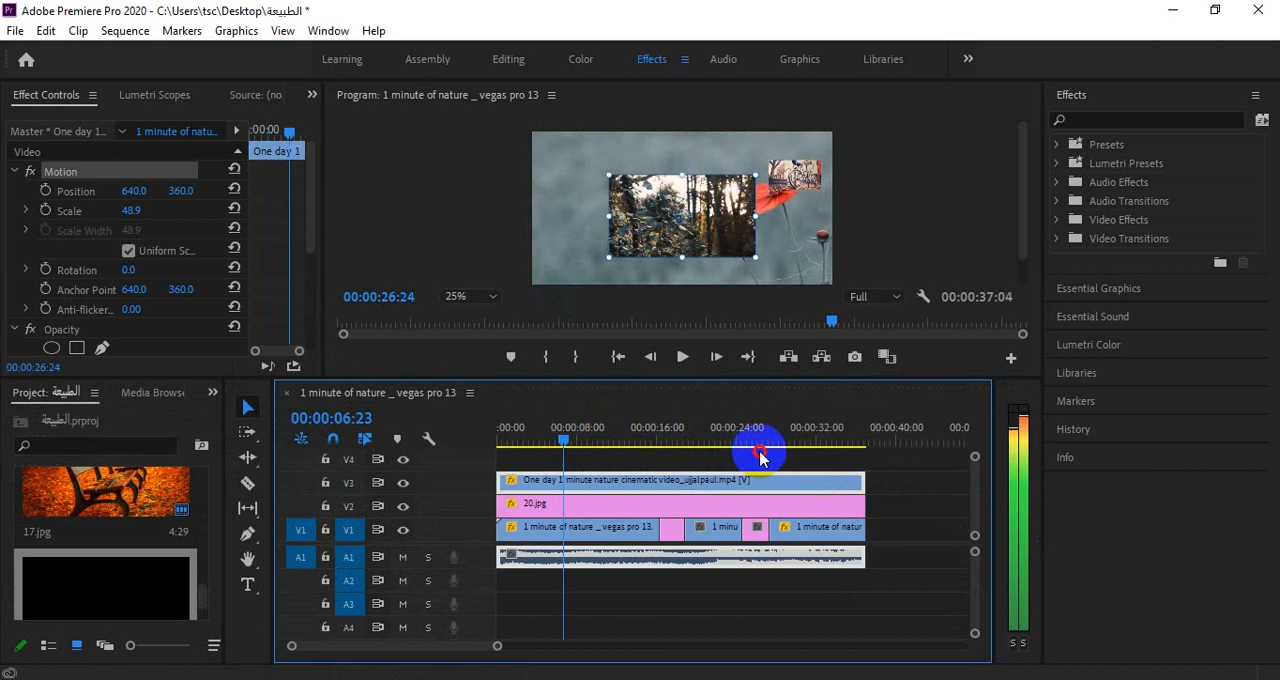 Adobe Premiere Pro 2020 - C:\Users\tsc\Desktop\الطبيعة *
File Edit Clip Sequence Markers Graphics View Window Help
Learning Assembly Editing Color Effects Audio Graphics Libraries
Effect Controls Lumetri Scopes Source: (no
Program: 1 minute of nature _ vegas pro 13
Effects
Master * One day 1... 1 minute of natu... :00:00
Video One day 1
fx Motion
Position 640.0 360.0
Scale 48.9
Scale Width 48.9
Uniform Sc...
Rotation 0.0
Anchor Point 640.0 360.0
Anti-flicker... 0.00
fx Opacity
00:00:26:24
00:00:26:24 25% Full 00:00:37:04
Presets
Lumetri Presets
Audio Effects
Audio Transitions
Video Effects
Video Transitions
Essential Graphics
Essential Sound
Lumetri Color
Libraries
Markers
History
Info
Project: الطبيعة Media Browse
الطبيعة.prproj
17.jpg 4:29
1 minute of nature _ vegas pro 13
00:00:06:23
:00:00 00:00:08:00 00:00:16:00 00:00:24:00 00:00:32:00 00:00:40:00 00:0
V4
V3 fx One day 1 minute nature cinematic video_ujjalpaul.mp4 [V]
V2 fx 20.jpg
V1 V1 fx 1 minute of nature _ vegas pro 13. fx 1 minu fx fx 1 minute of natur
A1 A1 M S fx
A2 M S
A3 M S
A4 M S
S S